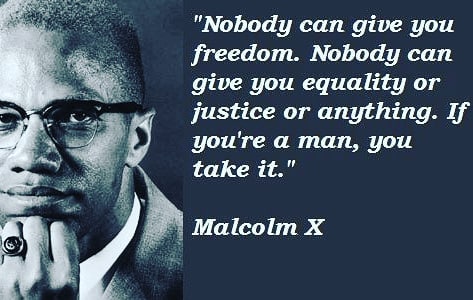 "Nobody can give you
freedom. Nobody can
give you equality or
justice or anything. If
you're a man, you
take it."
Malcolm X